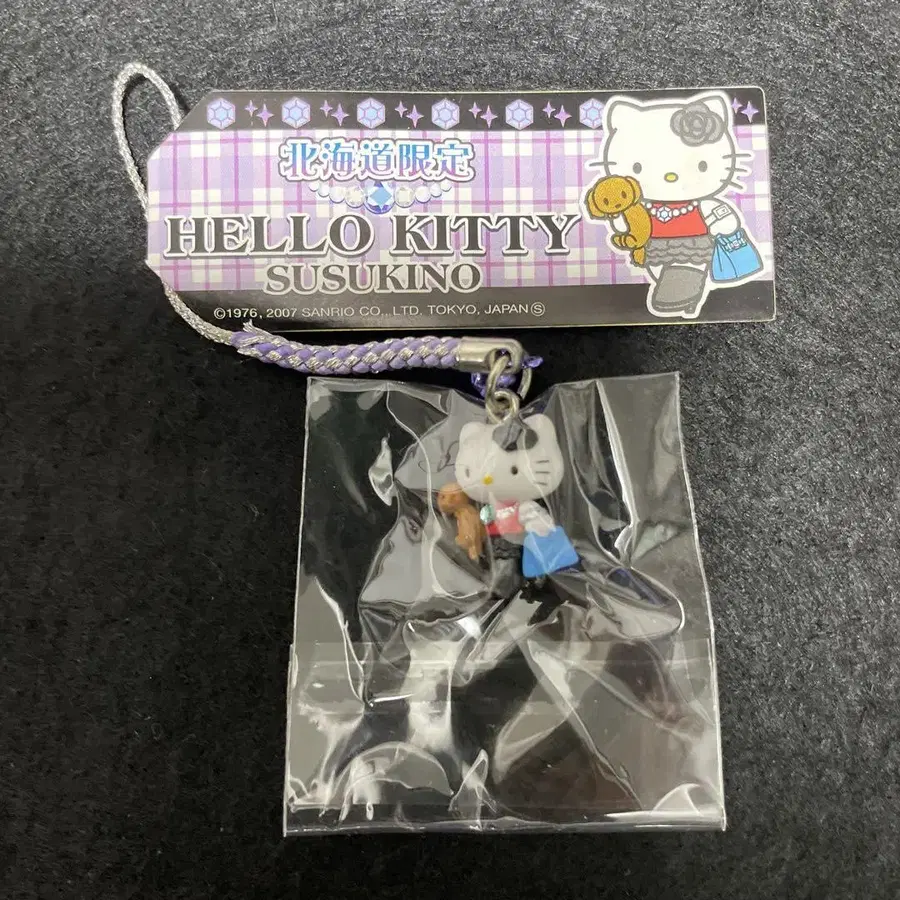 北海道限定
HELLO KITTY
SUSUKINO
©1976, 2007 SANRIO CO.,LTD. TOKYO, JAPAN Ⓢ